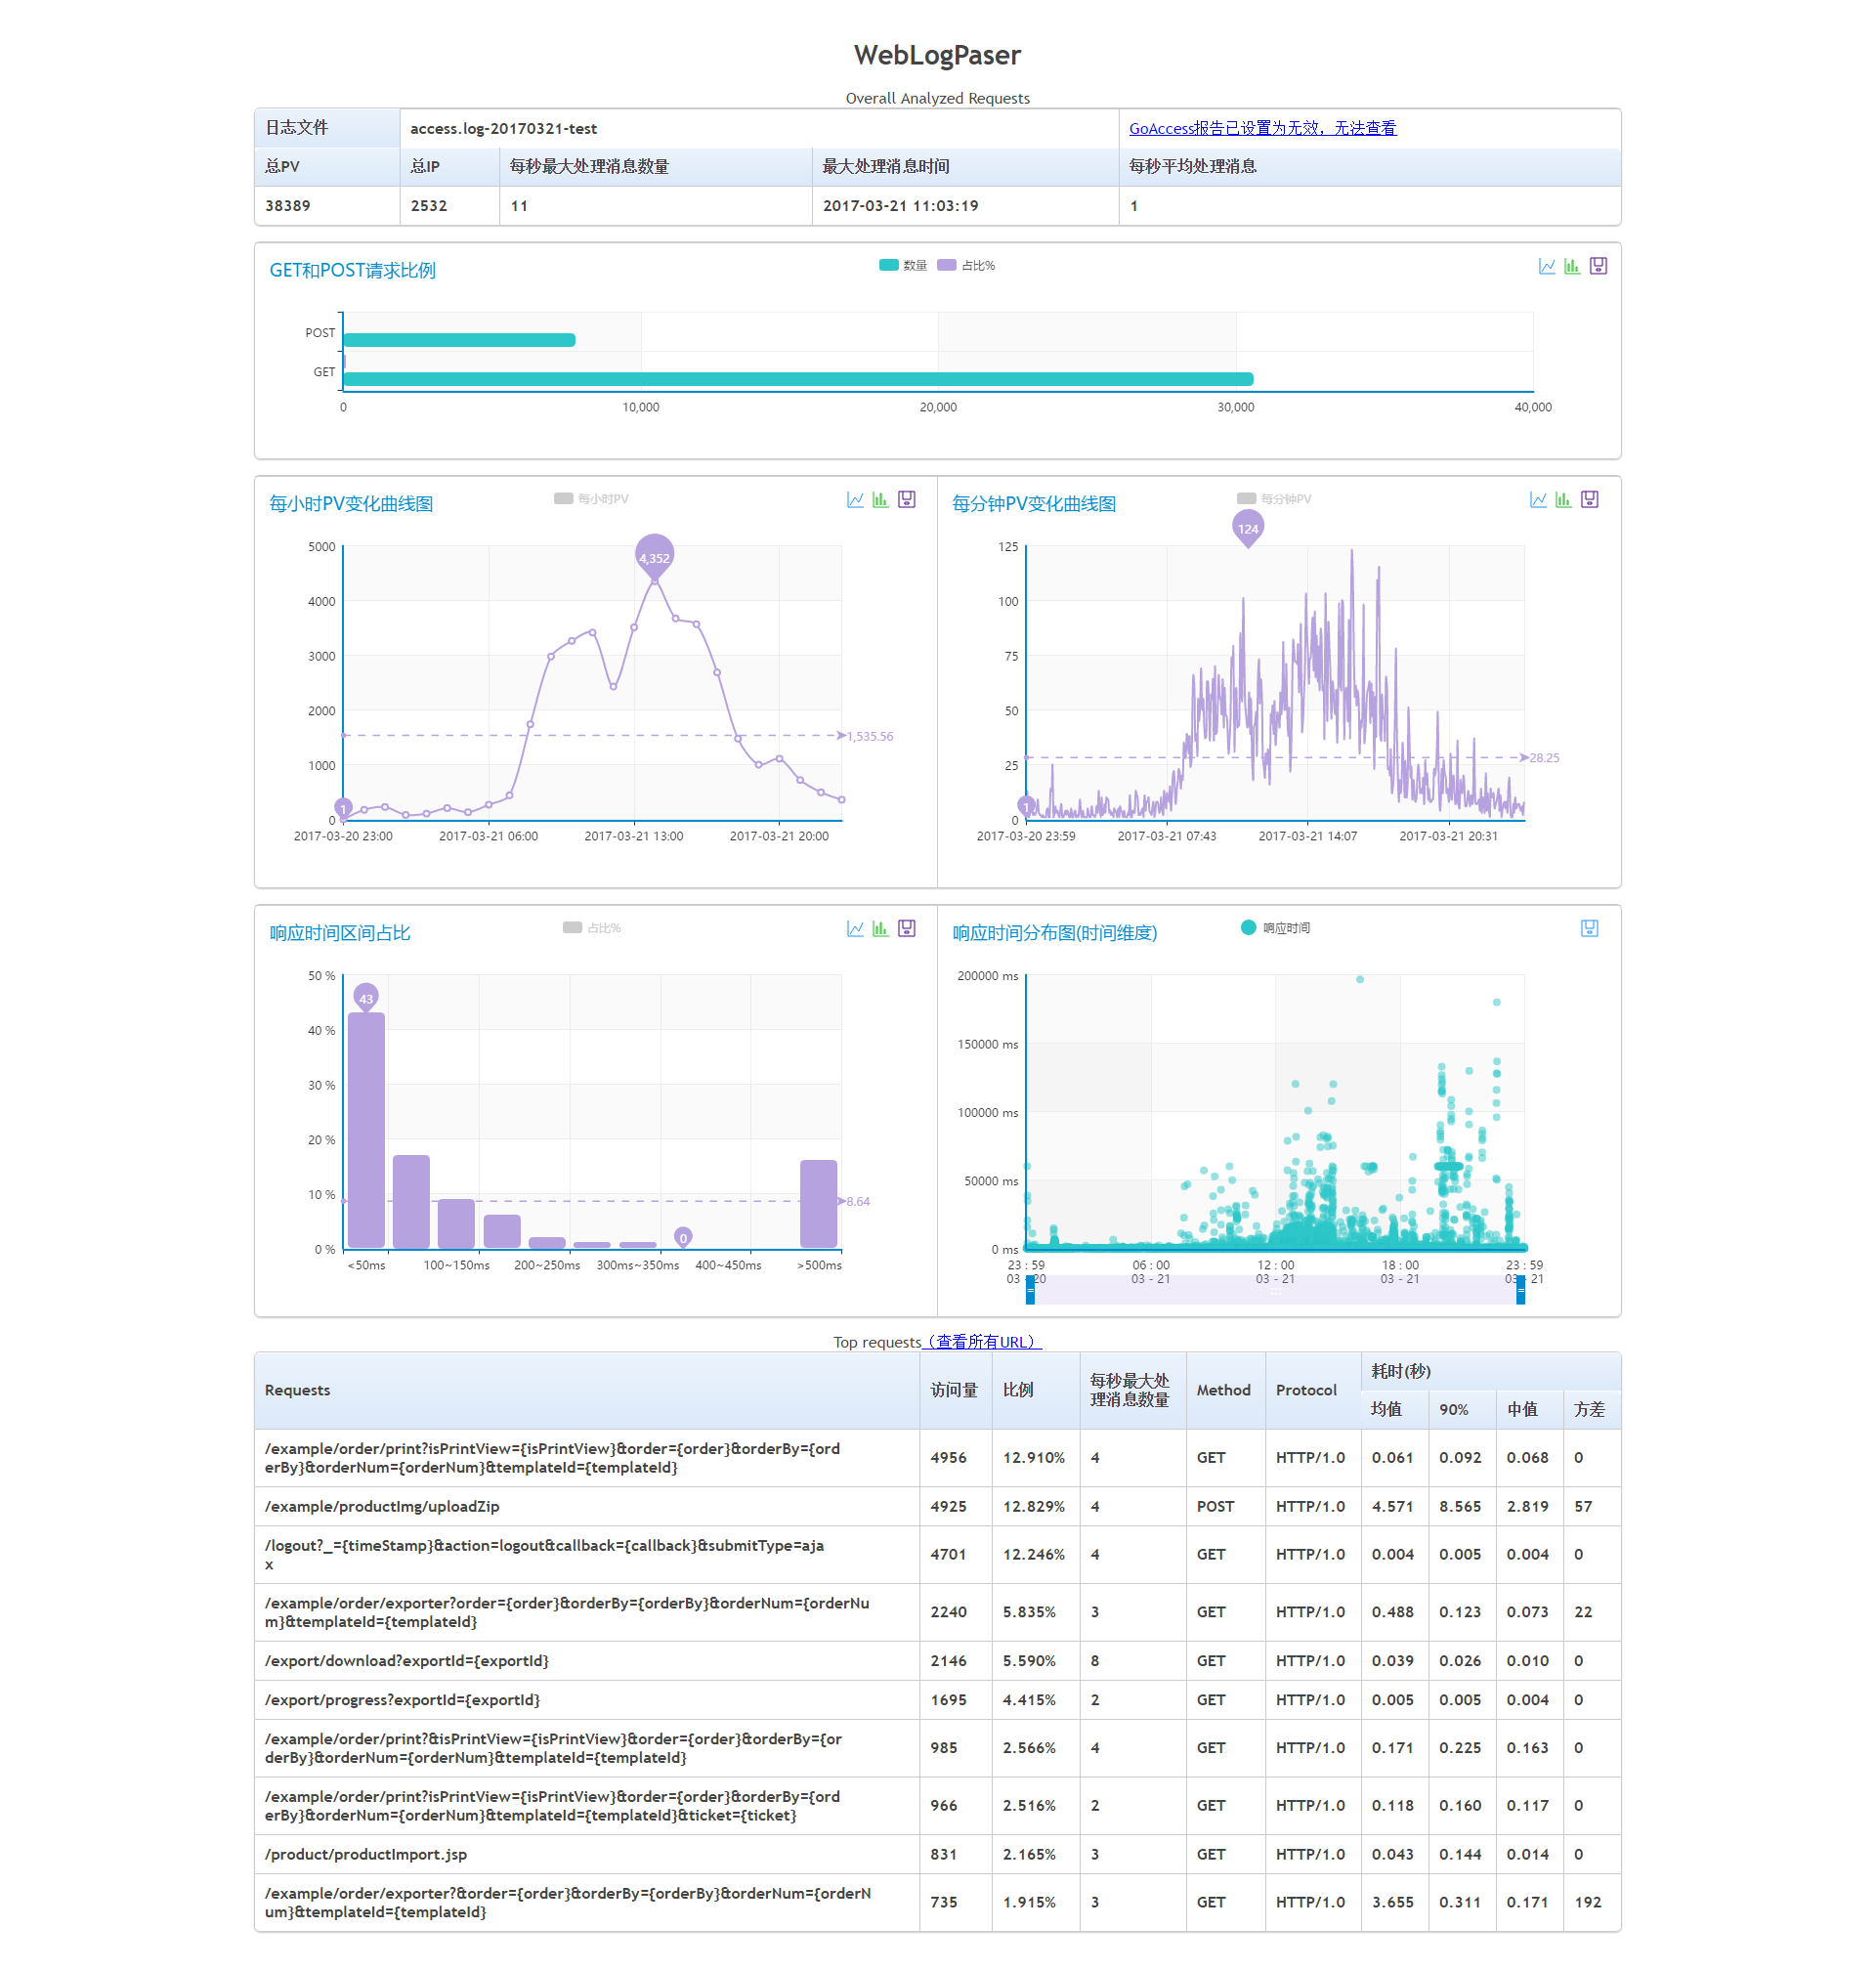 WebLogPaser
Overall Analyzed Requests
日志文件 access.log-20170321-test GoAccess报告已设置为无效，无法查看
总PV 总IP 每秒最大处理消息数量 最大处理消息时间 每秒平均处理消息
38389 2532 11 2017-03-21 11:03:19 1
GET和POST请求比例 数量 占比%
POST
GET
0 10,000 20,000 30,000 40,000
每小时PV变化曲线图 每小时PV
4,352
5000
4000
3000
2000
1,535.56
1000
1
0
2017-03-20 23:00 2017-03-21 06:00 2017-03-21 13:00 2017-03-21 20:00
每分钟PV变化曲线图 每分钟PV
124
125
100
75
50
28.25
25
1
0
2017-03-20 23:59 2017-03-21 07:43 2017-03-21 14:07 2017-03-21 20:31
响应时间区间占比 占比%
50 %
43
40 %
30 %
20 %
10 %
8.64
0
0 %
<50ms 100~150ms 200~250ms 300ms~350ms 400~450ms >500ms
响应时间分布图(时间维度) 响应时间
200000 ms
150000 ms
100000 ms
50000 ms
0 ms
23 : 59 06 : 00 12 : 00 18 : 00 23 : 59
03 - 20 03 - 21 03 - 21 03 - 21 03 - 21
Top requests（查看所有URL）
Requests 访问量 比例 每秒最大处 Method Protocol 耗时(秒)
理消息数量 均值 90% 中值 方差
/example/order/print?isPrintView={isPrintView}&order={order}&orderBy={ord
erBy}&orderNum={orderNum}&templateId={templateId} 4956 12.910% 4 GET HTTP/1.0 0.061 0.092 0.068 0
/example/productImg/uploadZip 4925 12.829% 4 POST HTTP/1.0 4.571 8.565 2.819 57
/logout?_={timeStamp}&action=logout&callback={callback}&submitType=aja
x 4701 12.246% 4 GET HTTP/1.0 0.004 0.005 0.004 0
/example/order/exporter?order={order}&orderBy={orderBy}&orderNum={orderNu
m}&templateId={templateId} 2240 5.835% 3 GET HTTP/1.0 0.488 0.123 0.073 22
/export/download?exportId={exportId} 2146 5.590% 8 GET HTTP/1.0 0.039 0.026 0.010 0
/export/progress?exportId={exportId} 1695 4.415% 2 GET HTTP/1.0 0.005 0.005 0.004 0
/example/order/print?&isPrintView={isPrintView}&order={order}&orderBy={or
derBy}&orderNum={orderNum}&templateId={templateId} 985 2.566% 4 GET HTTP/1.0 0.171 0.225 0.163 0
/example/order/print?isPrintView={isPrintView}&order={order}&orderBy={ord
erBy}&orderNum={orderNum}&templateId={templateId}&ticket={ticket} 966 2.516% 2 GET HTTP/1.0 0.118 0.160 0.117 0
/product/productImport.jsp 831 2.165% 3 GET HTTP/1.0 0.043 0.144 0.014 0
/example/order/exporter?&order={order}&orderBy={orderBy}&orderNum={orderN
um}&templateId={templateId} 735 1.915% 3 GET HTTP/1.0 3.655 0.311 0.171 192